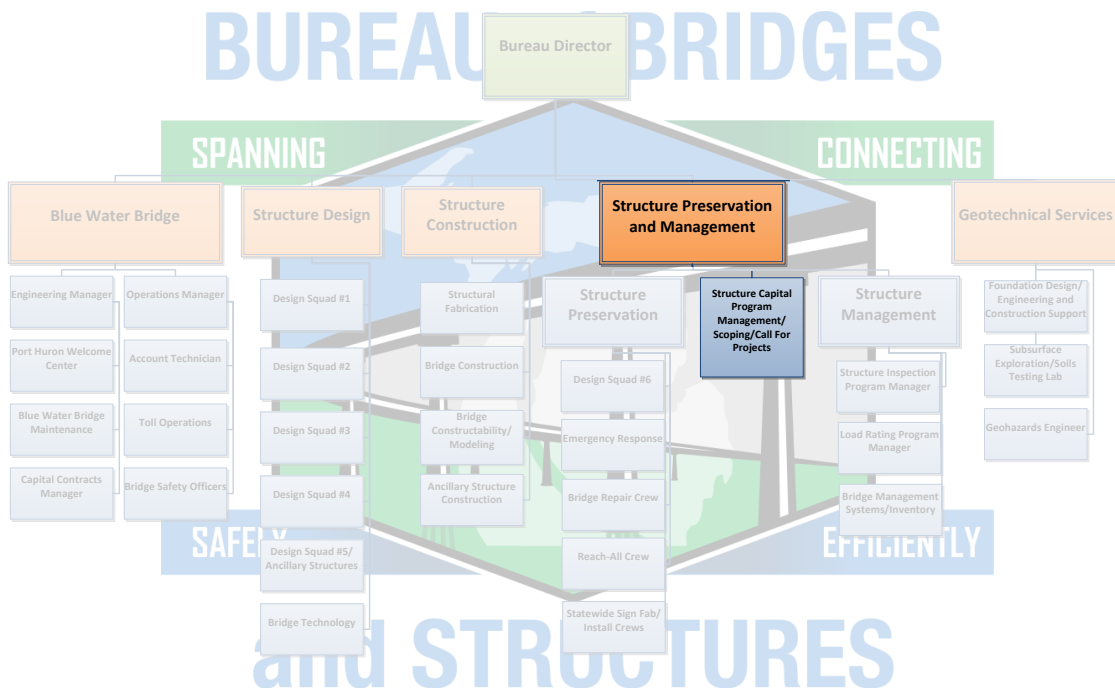 BUREAU of BRIDGES
Bureau Director
SPANNING
CONNECTING
Blue Water Bridge
Structure Design
Structure
Construction
Structure Preservation
and Management
Geotechnical Services
Engineering Manager
Operations Manager
Port Huron Welcome
Center
Account Technician
Blue Water Bridge
Maintenance
Toll Operations
Capital Contracts
Manager
Bridge Safety Officers
Design Squad #1
Design Squad #2
Design Squad #3
Design Squad #4
Design Squad #5/
Ancillary Structures
Bridge Technology
Structural
Fabrication
Bridge Construction
Bridge
Constructability/
Modeling
Ancillary Structure
Construction
Structure
Preservation
Design Squad #6
Emergency Response
Bridge Repair Crew
Reach-All Crew
Statewide Sign Fab/
Install Crews
Structure Capital
Program
Management/
Scoping/Call For
Projects
Structure
Management
Structure Inspection
Program Manager
Load Rating Program
Manager
Bridge Management
Systems/Inventory
Foundation Design/
Engineering and
Construction Support
Subsurface
Exploration/Soils
Testing Lab
Geohazards Engineer
SAFELY
EFFICIENTLY
and STRUCTURES